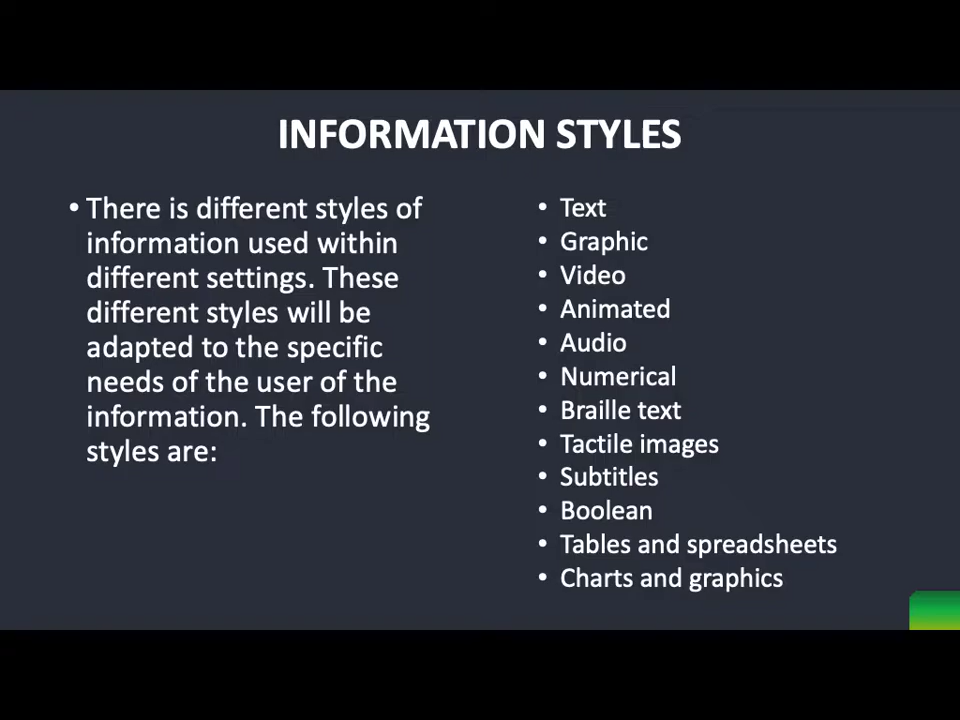 INFORMATION STYLES
• There is different styles of
information used within
different settings. These
different styles will be
adapted to the specific
needs of the user of the
information. The following
styles are:
• Text
• Graphic
• Video
• Animated
• Audio
• Numerical
• Braille text
• Tactile images
• Subtitles
• Boolean
• Tables and spreadsheets
• Charts and graphics